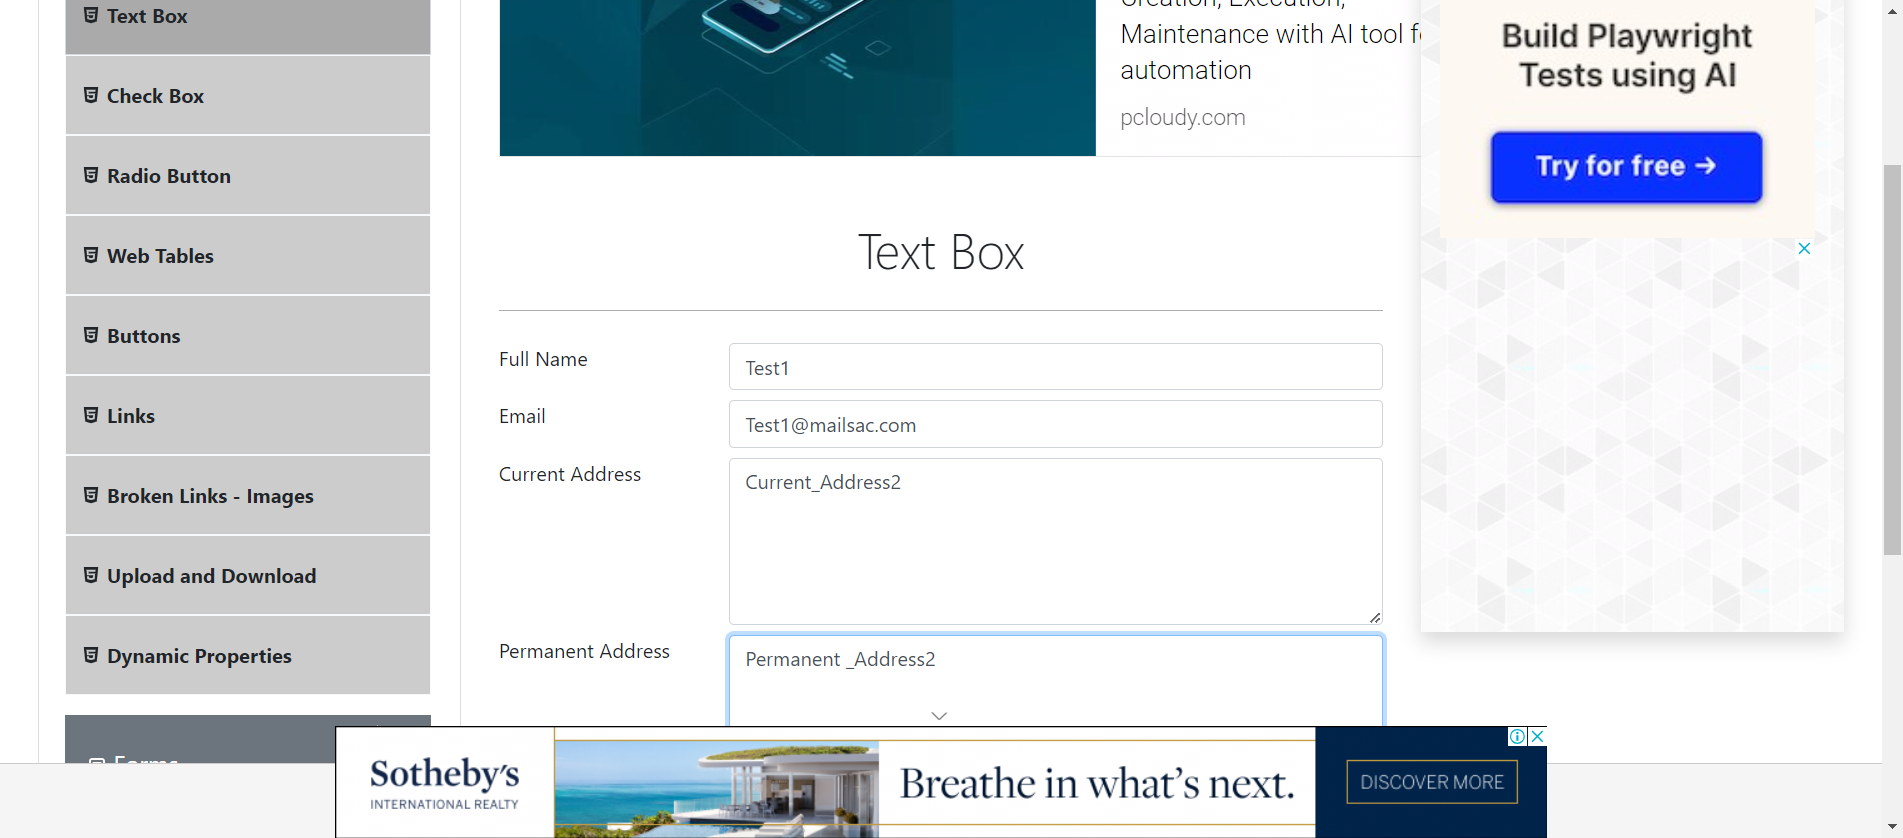 Text Box
Check Box
Radio Button
Web Tables
Buttons
Links
Broken Links - Images
Upload and Download
Dynamic Properties
Forms
Creation, Execution,
Maintenance with AI tool fo
automation
pcloudy.com
Text Box
Full Name
Test1
Email
Test1@mailsac.com
Current Address
Current_Address2
Permanent Address
Permanent _Address2
Build Playwright
Tests using AI
Try for free →
Sotheby's
INTERNATIONAL REALTY
Breathe in what's next.
DISCOVER MORE